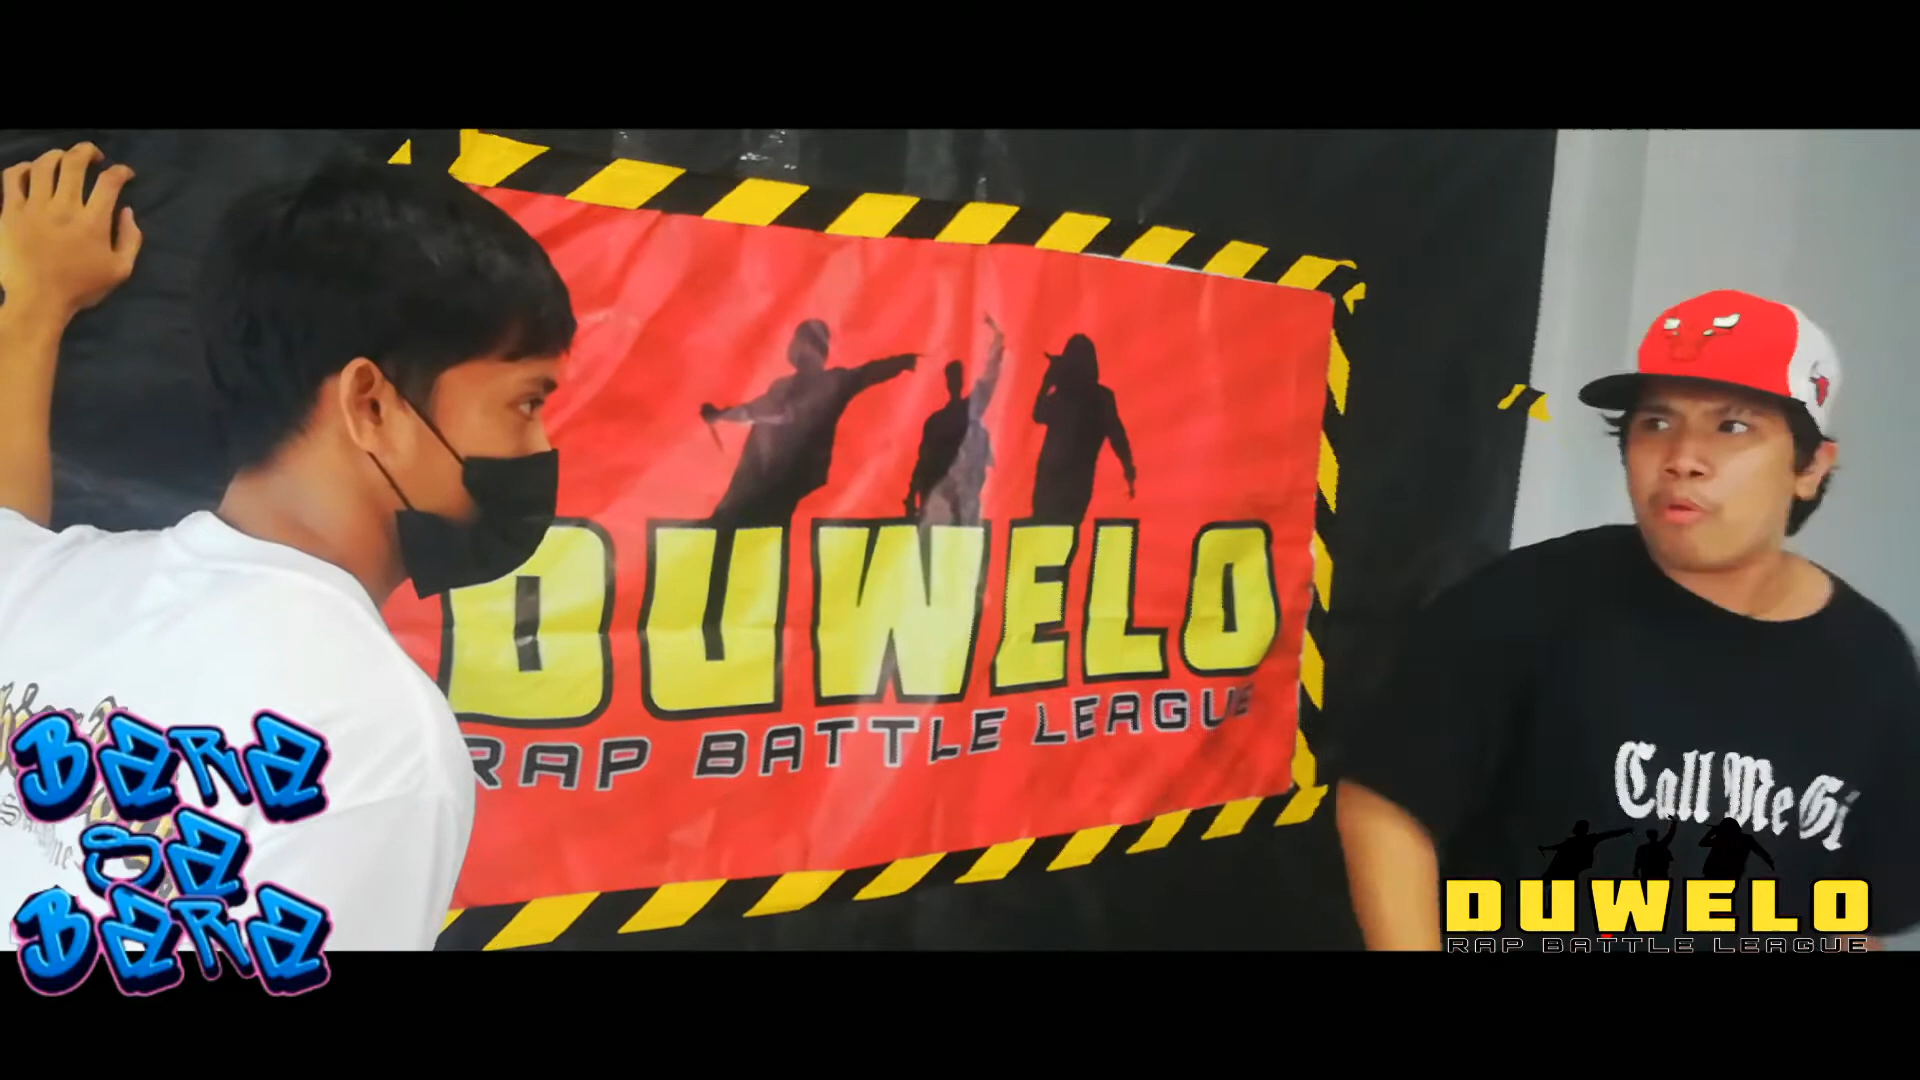 DUWELO
RAP BATTLE LEAGUE
Call Me Gi
BARA
SA
BARA
DUWELO
RAP BATTLE LEAGUE